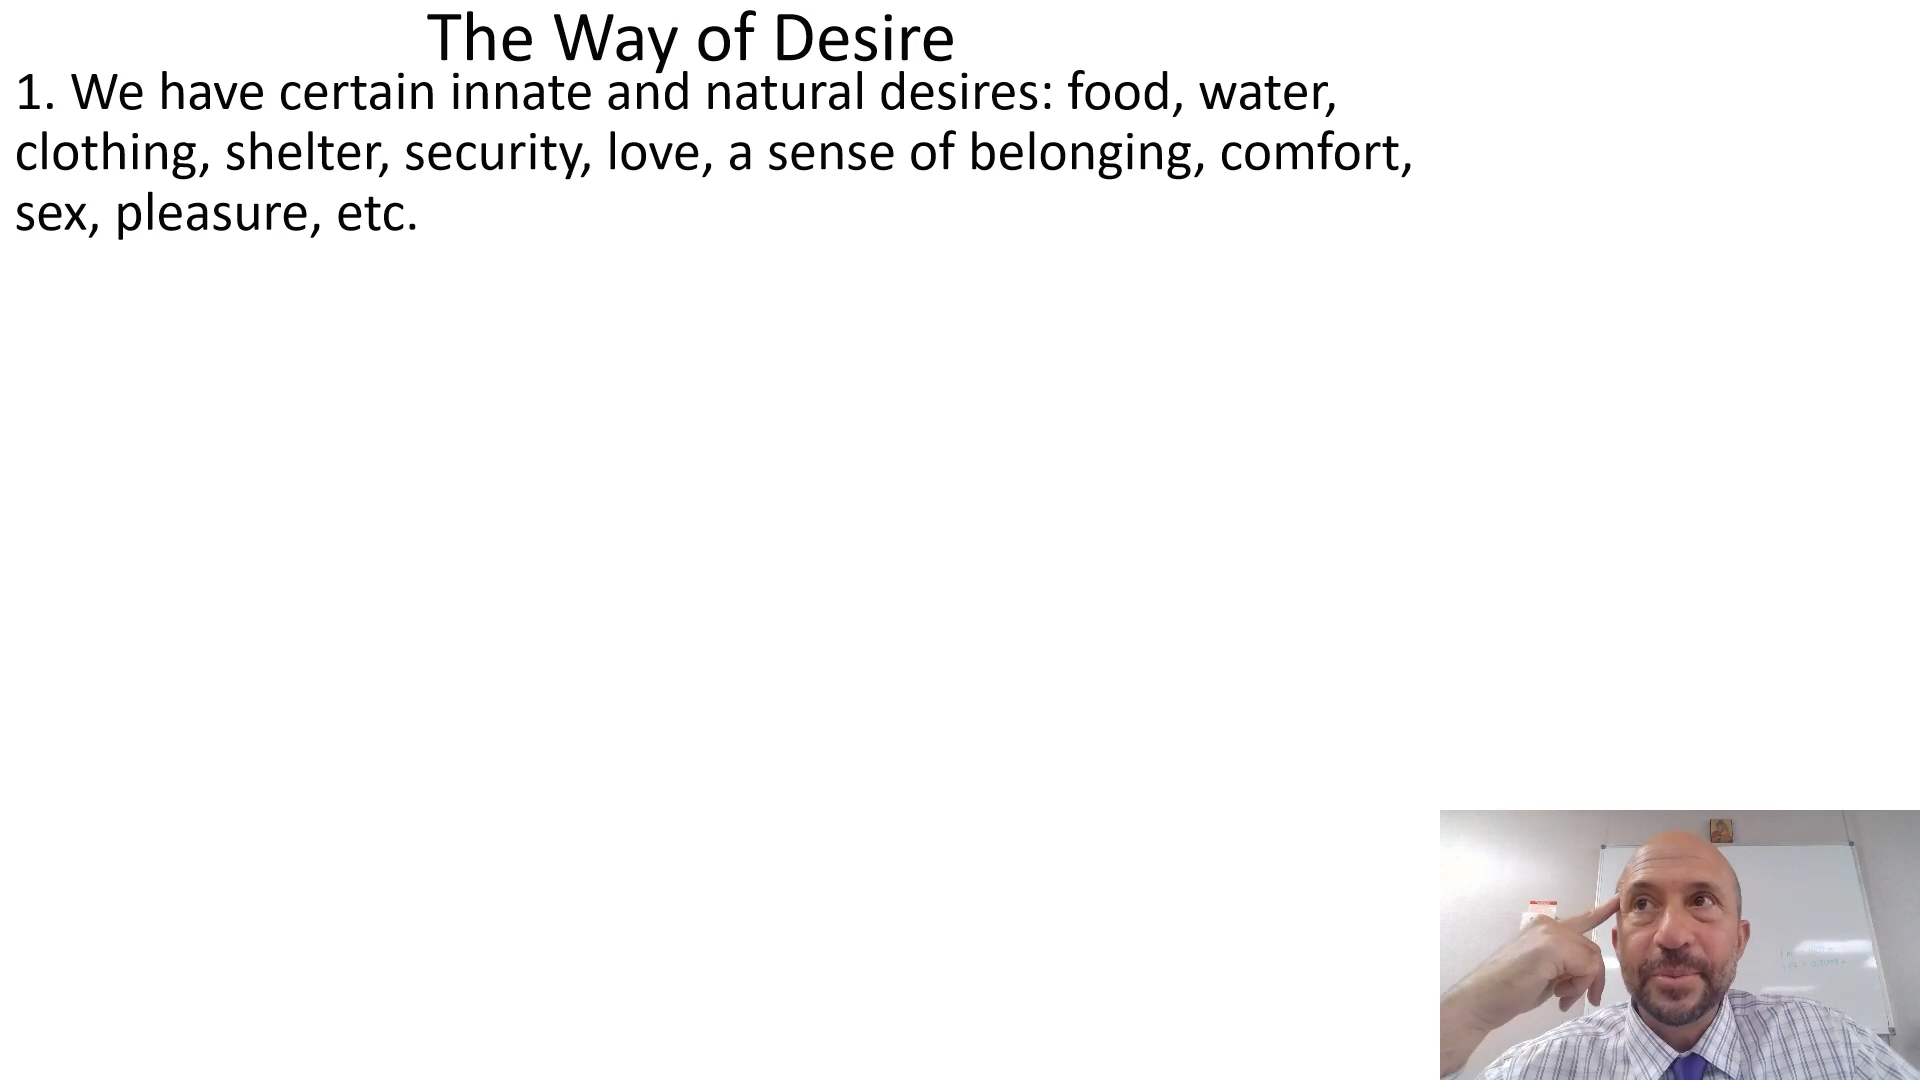 The Way of Desire
1. We have certain innate and natural desires: food, water,
clothing, shelter, security, love, a sense of belonging, comfort,
sex, pleasure, etc.